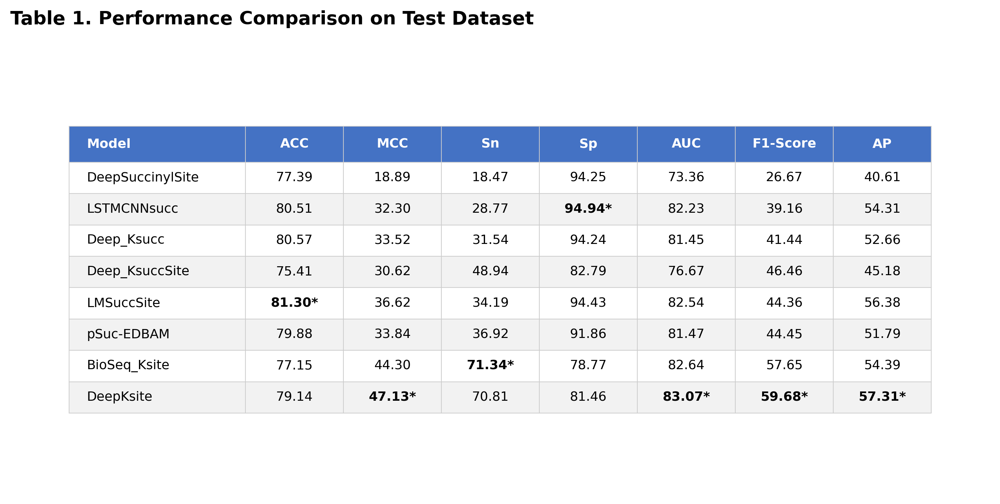 Table 1. Performance Comparison on Test Dataset
Model ACC MCC Sn Sp AUC F1-Score AP
DeepSuccinylSite 77.39 18.89 18.47 94.25 73.36 26.67 40.61
LSTMCNNsucc 80.51 32.30 28.77 94.94* 82.23 39.16 54.31
Deep_Ksucc 80.57 33.52 31.54 94.24 81.45 41.44 52.66
Deep_KsuccSite 75.41 30.62 48.94 82.79 76.67 46.46 45.18
LMSuccSite 81.30* 36.62 34.19 94.43 82.54 44.36 56.38
pSuc-EDBAM 79.88 33.84 36.92 91.86 81.47 44.45 51.79
BioSeq_Ksite 77.15 44.30 71.34* 78.77 82.64 57.65 54.39
DeepKsite 79.14 47.13* 70.81 81.46 83.07* 59.68* 57.31*